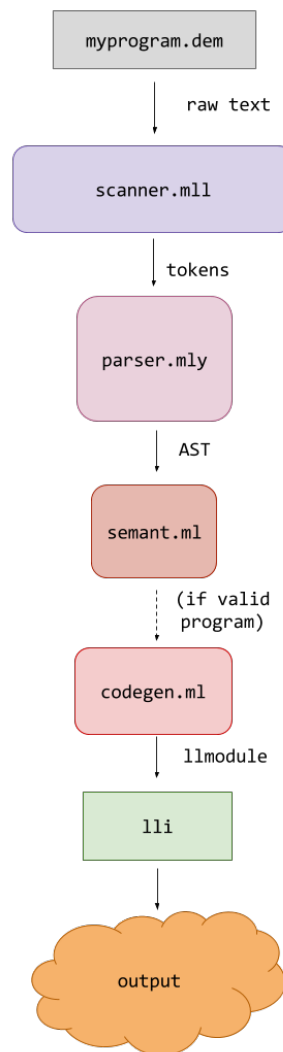 myprogram.dem
raw text
scanner.mll
tokens
parser.mly
AST
semant.ml
(if valid
program)
codegen.ml
llmodule
lli
output